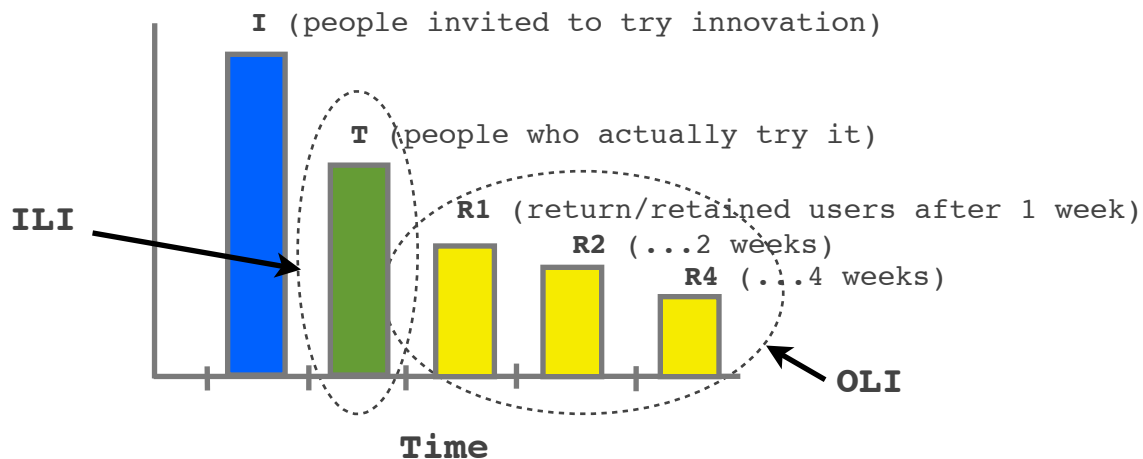 I (people invited to try innovation)
T (people who actually try it)
ILI
R1 (return/retained users after 1 week)
R2 (...2 weeks)
R4 (...4 weeks)
OLI
Time